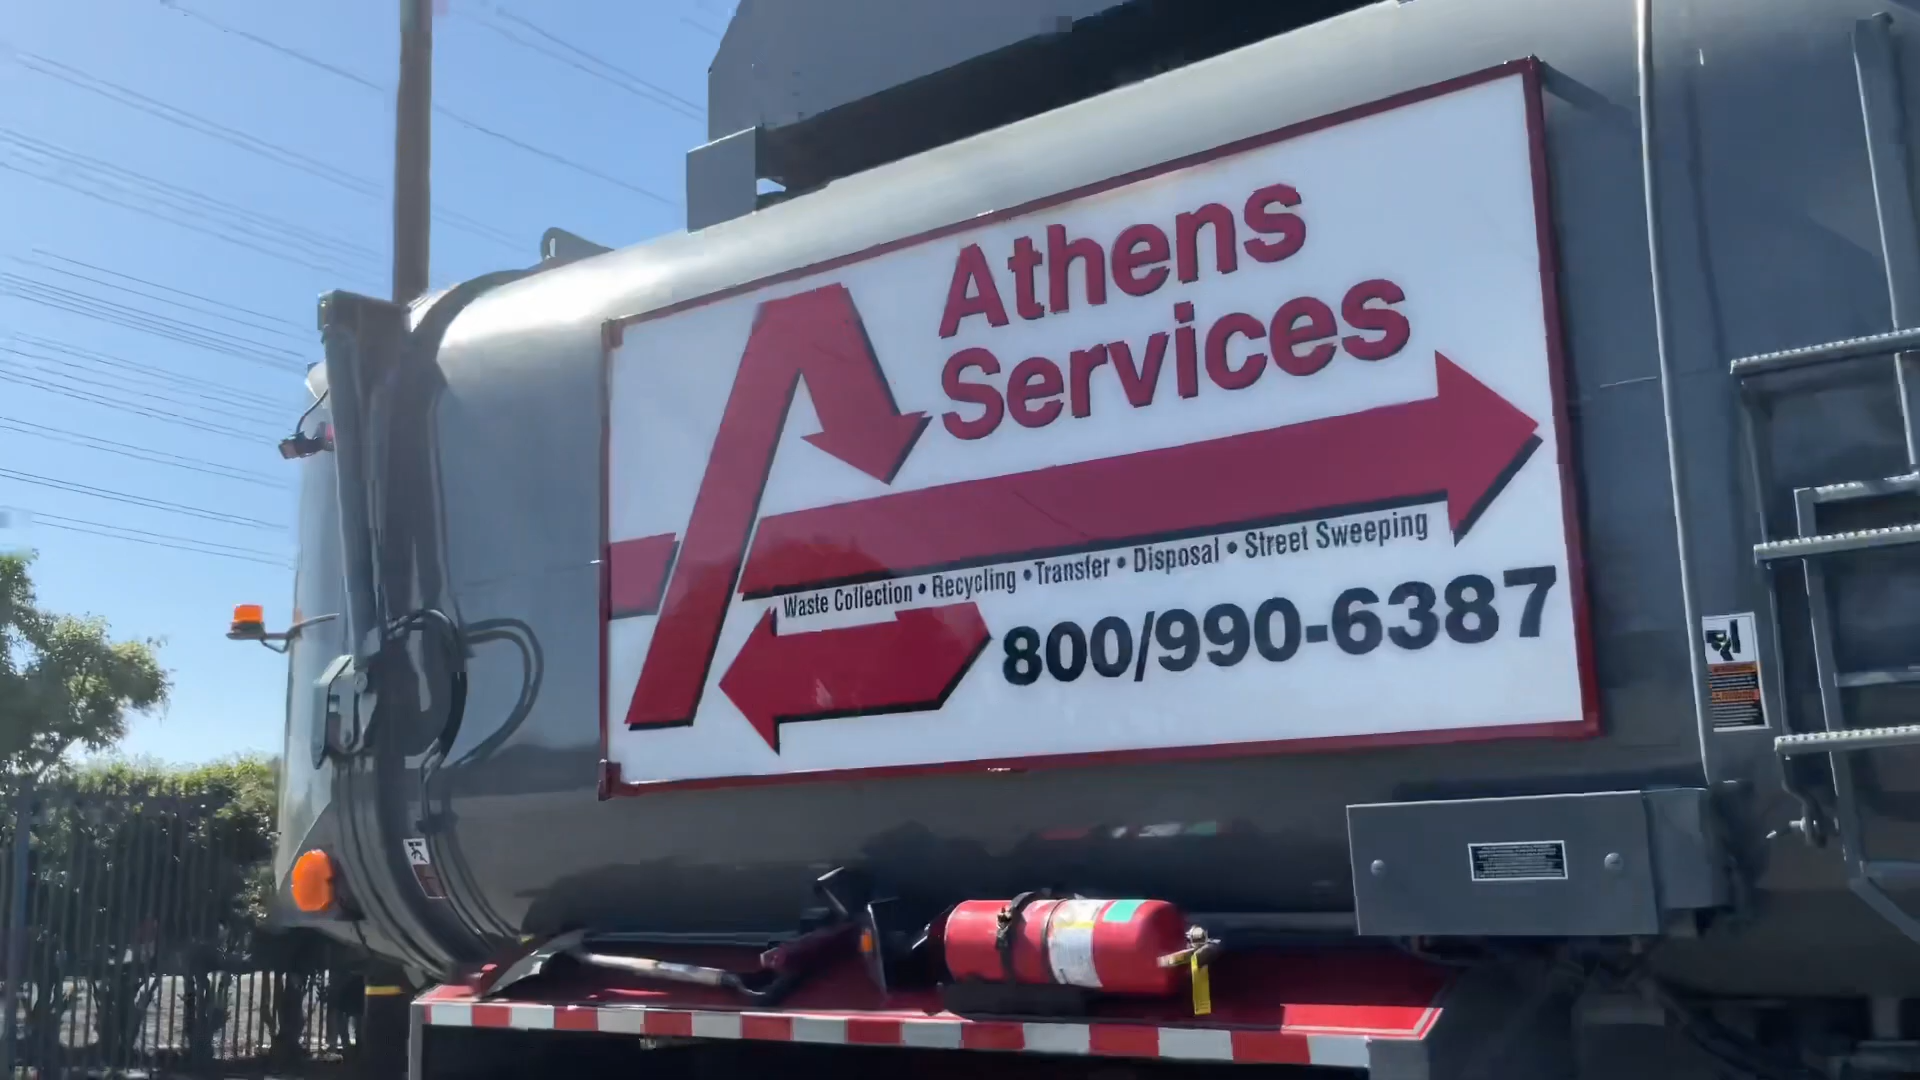 Athens
Services
Waste Collection • Recycling • Transfer • Disposal • Street Sweeping
800/990-6387